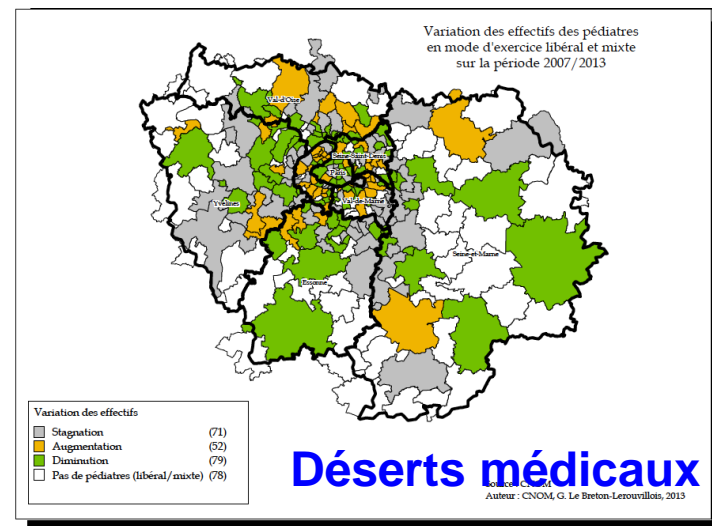 Variation des effectifs des pédiatres
en mode d'exercice libéral et mixte
sur la période 2007/2013
Val-d'Oise
Seine-Saint-Denis
Paris
Yvelines
Val-de-Marne
Seine-et-Marne
Essonne
Variation des effectifs
Stagnation (71)
Augmentation (52)
Diminution (79)
Pas de pédiatres (libéral/mixte) (78)
Déserts médicaux
Source : CNOM
Auteur : CNOM, G. Le Breton-Lerouvillois, 2013